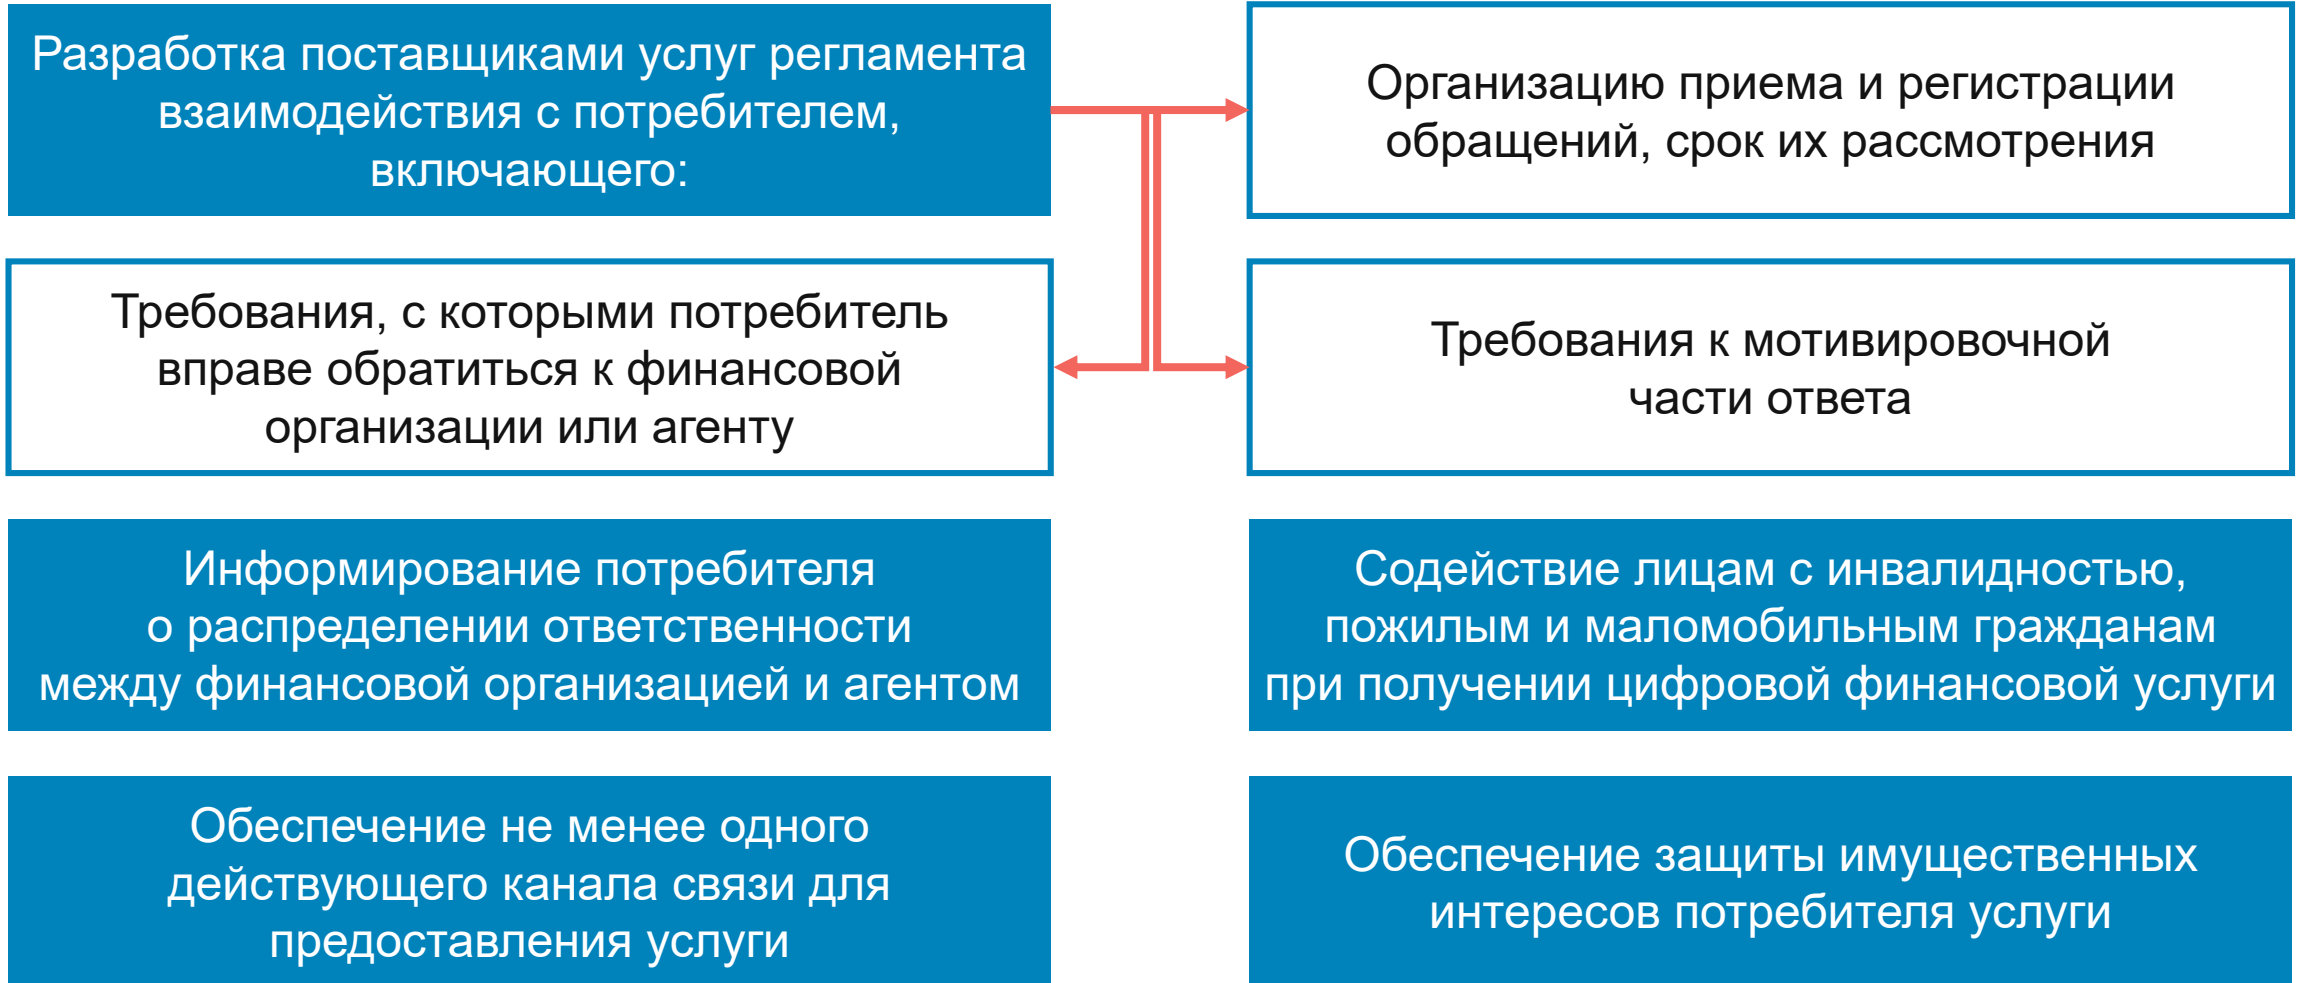 Разработка поставщиками услуг регламента
взаимодействия с потребителем,
включающего:
Организацию приема и регистрации
обращений, срок их рассмотрения
Требования, с которыми потребитель
вправе обратиться к финансовой
организации или агенту
Требования к мотивировочной
части ответа
Информирование потребителя
о распределении ответственности
между финансовой организацией и агентом
Содействие лицам с инвалидностью,
пожилым и маломобильным гражданам
при получении цифровой финансовой услуги
Обеспечение не менее одного
действующего канала связи для
предоставления услуги
Обеспечение защиты имущественных
интересов потребителя услуги